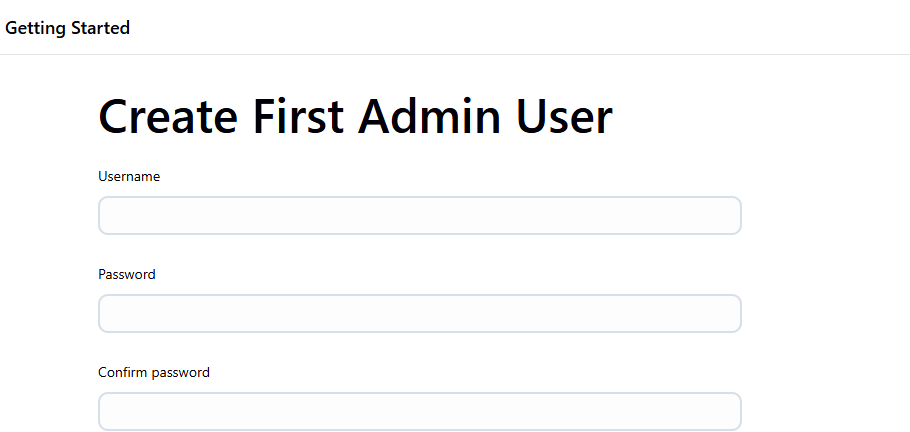 Getting Started
Create First Admin User
Username
Password
Confirm password